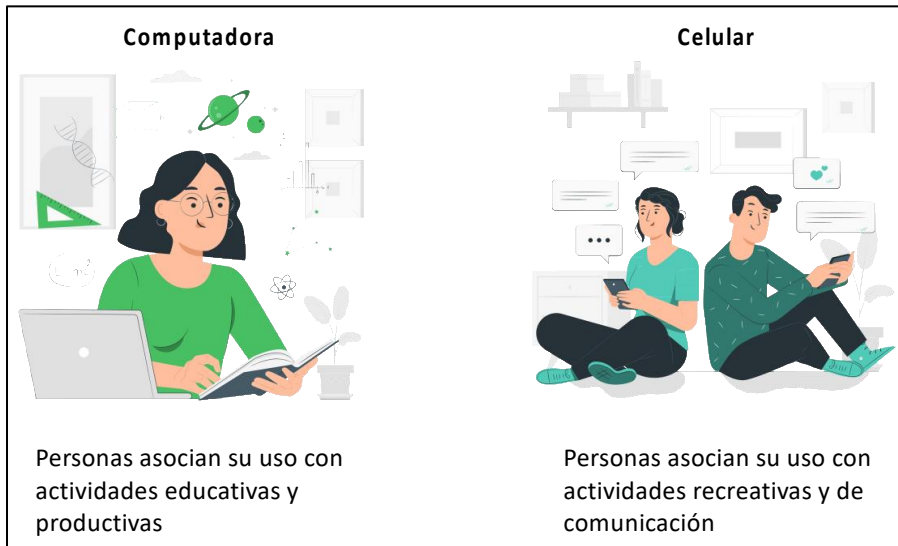 Computadora
Celular
Personas asocian su uso con
actividades educativas y
productivas
Personas asocian su uso con
actividades recreativas y de
comunicación